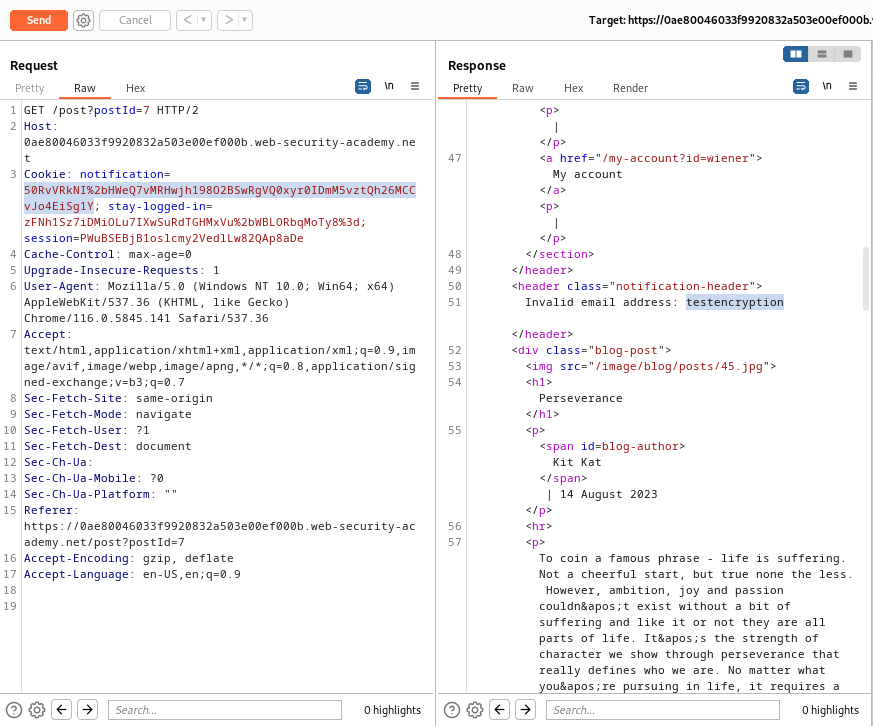 Send Cancel < > Target: https://0ae80046033f9920832a503e00ef000b.
Request
Pretty Raw Hex \n
1 GET /post?postId=7 HTTP/2
2 Host:
0ae80046033f9920832a503e00ef000b.web-security-academy.ne
t
3 Cookie: notification=
50RvVRkNI%2bHWeQ7vMRHwjh198O2BSwRgVQ0xyr0IDmM5vztQh26MCC
vJo4EiSg1Y; stay-logged-in=
zFNh1Sz7iDMiOLu7IXwSuRdTGHMxVu%2bWBLORbqMoTy8%3d;
session=PWuBSEBjB1oslcmy2VedlLw82QAp8aDe
4 Cache-Control: max-age=0
5 Upgrade-Insecure-Requests: 1
6 User-Agent: Mozilla/5.0 (Windows NT 10.0; Win64; x64)
AppleWebKit/537.36 (KHTML, like Gecko)
Chrome/116.0.5845.141 Safari/537.36
7 Accept:
text/html,application/xhtml+xml,application/xml;q=0.9,im
age/avif,image/webp,image/apng,*/*;q=0.8,application/sig
ned-exchange;v=b3;q=0.7
8 Sec-Fetch-Site: same-origin
9 Sec-Fetch-Mode: navigate
10 Sec-Fetch-User: ?1
11 Sec-Fetch-Dest: document
12 Sec-Ch-Ua:
13 Sec-Ch-Ua-Mobile: ?0
14 Sec-Ch-Ua-Platform: ""
15 Referer:
https://0ae80046033f9920832a503e00ef000b.web-security-ac
ademy.net/post?postId=7
16 Accept-Encoding: gzip, deflate
17 Accept-Language: en-US,en;q=0.9
18
19
Search...
0 highlights
Response
Pretty Raw Hex Render \n
<p>
|
</p>
47 <a href="/my-account?id=wiener">
My account
</a>
<p>
|
</p>
48 </section>
49 </header>
50 <header class="notification-header">
51 Invalid email address: testencryption
</header>
52 <div class="blog-post">
53 <img src="/image/blog/posts/45.jpg">
54 <h1>
Perseverance
</h1>
55 <p>
<span id=blog-author>
Kit Kat
</span>
| 14 August 2023
</p>
56 <hr>
57 <p>
To coin a famous phrase - life is suffering.
Not a cheerful start, but true none the less.
However, ambition, joy and passion
couldn&apos;t exist without a bit of
suffering and like it or not they are all
parts of life. It&apos;s the strength of
character we show through perseverance that
really defines who we are. No matter what
you&apos;re pursuing in life, it requires a
Search...
0 highlights